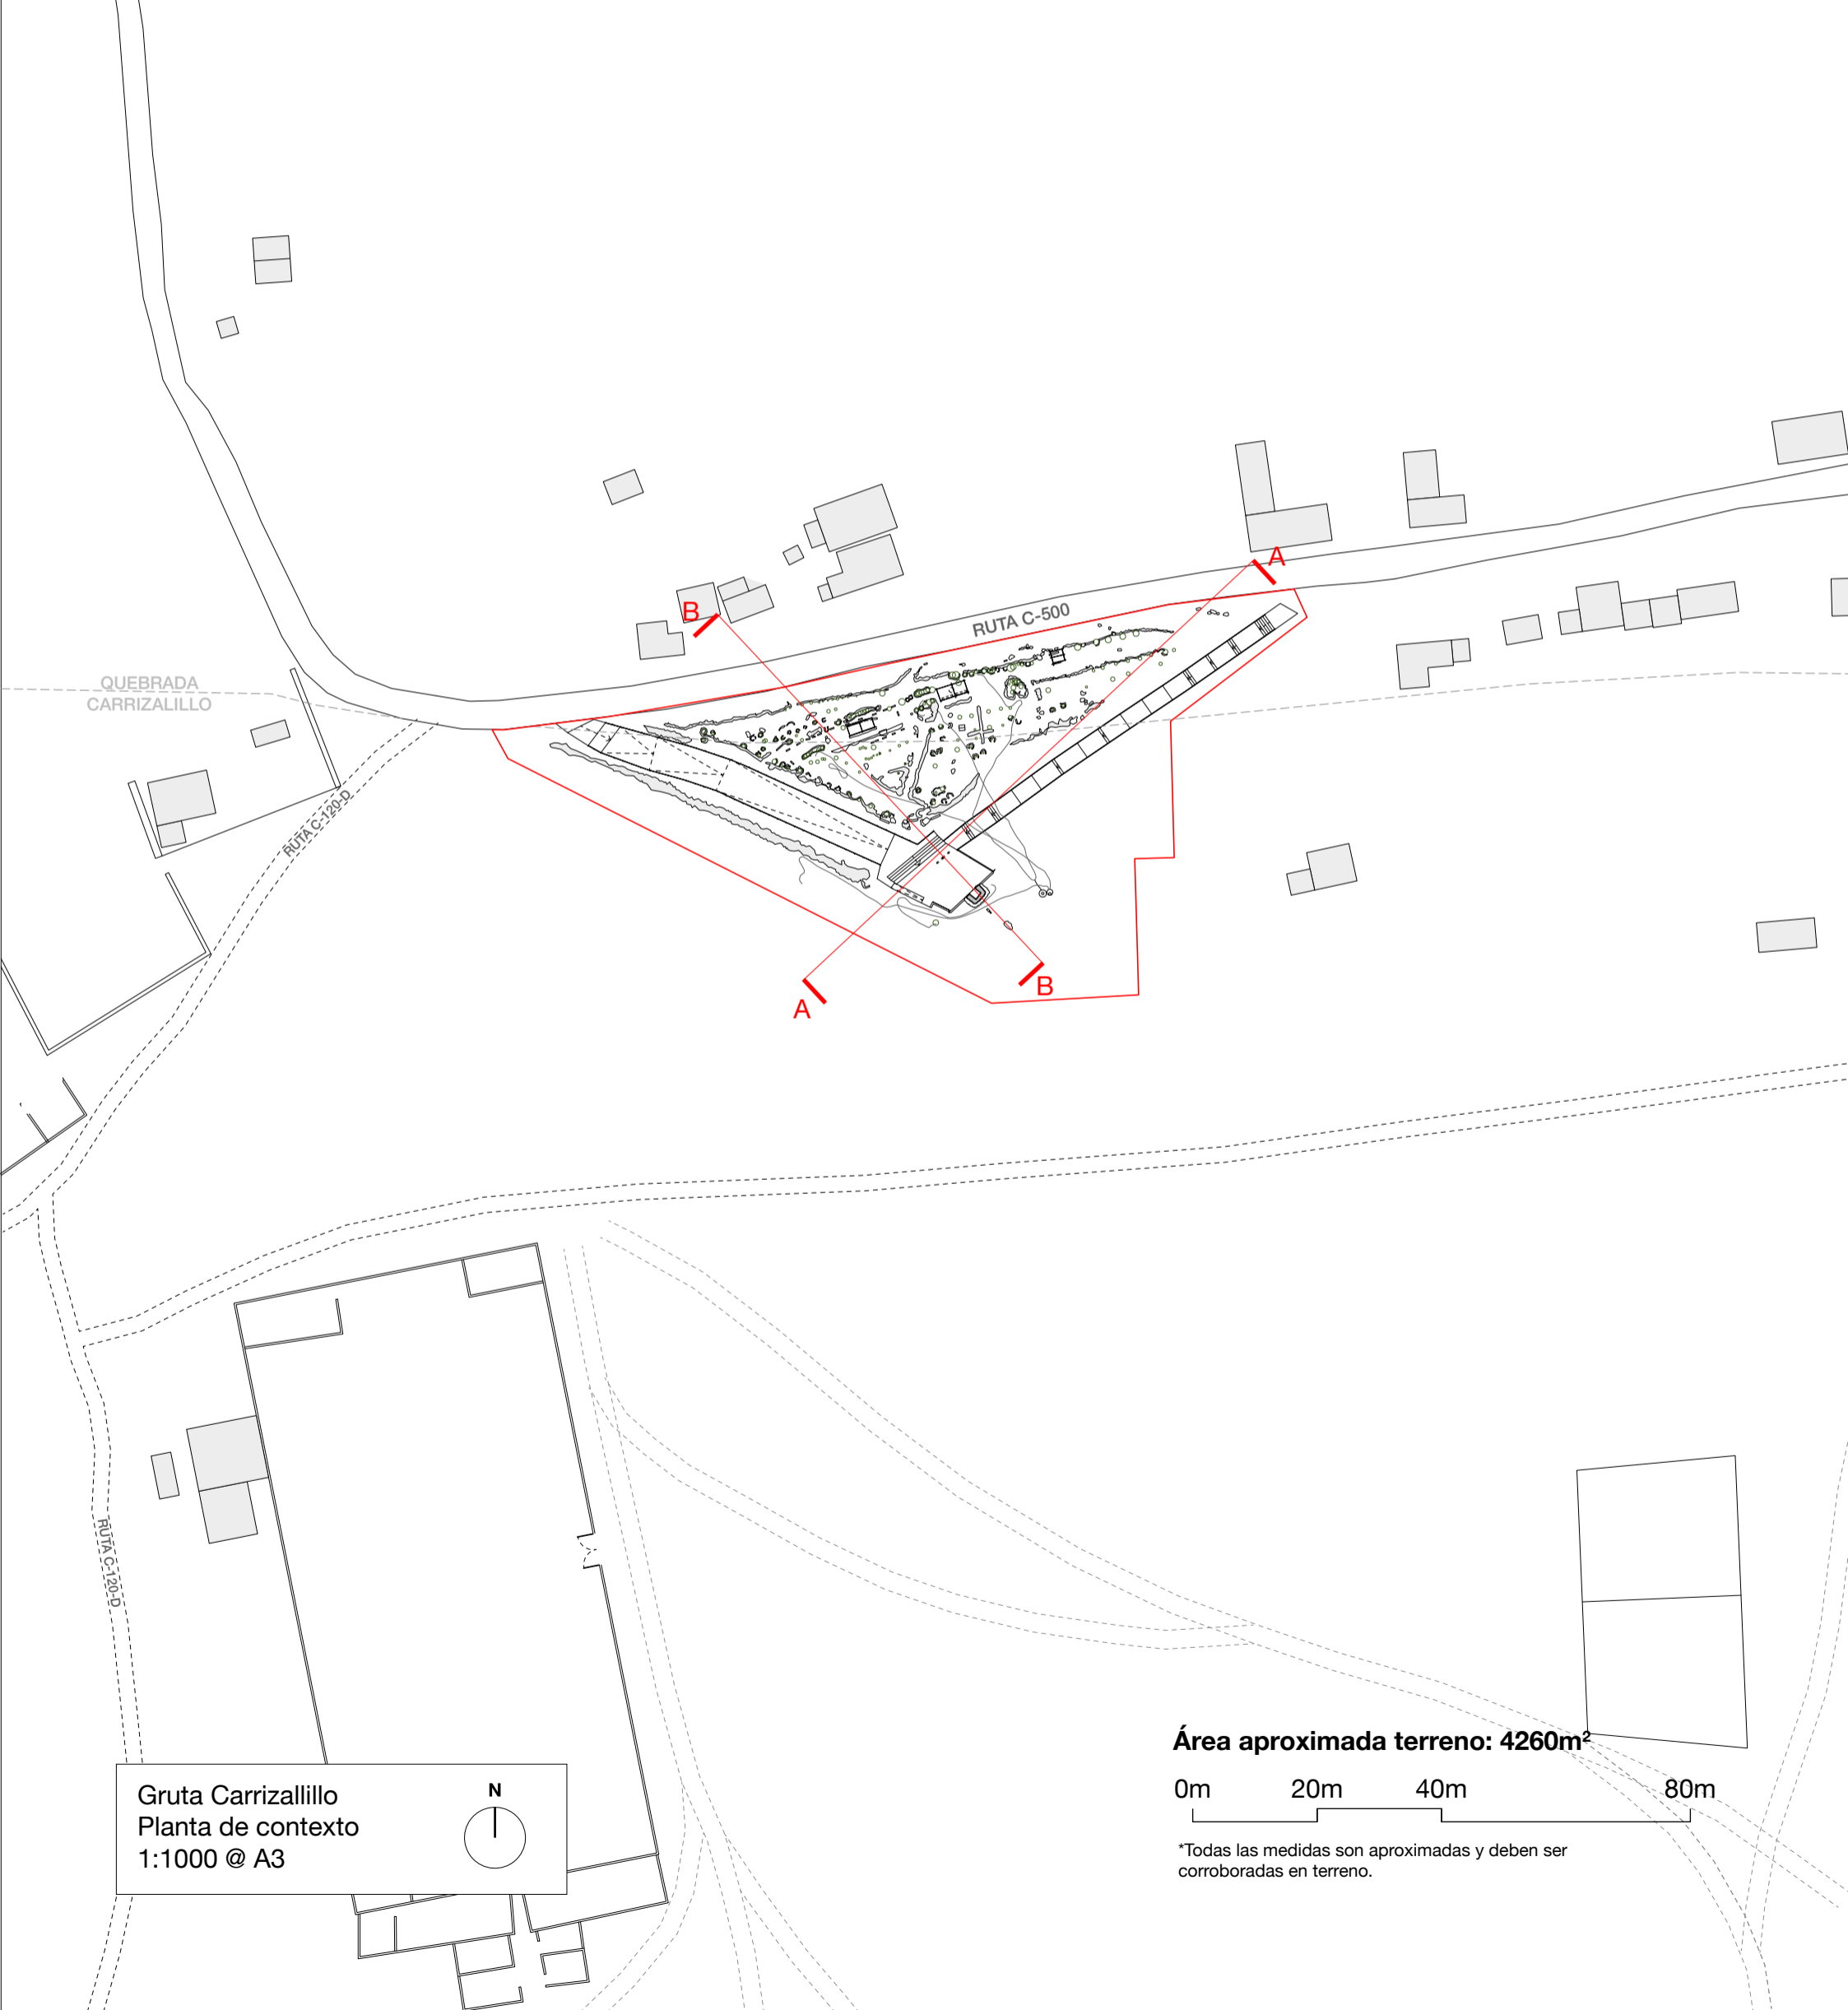 A
B
RUTA C-500
QUEBRADA
CARRIZALILLO
RUTA C-120-D
B
A
RUTA C-120-D
Área aproximada terreno: 4260m²
0m 20m 40m 80m
*Todas las medidas son aproximadas y deben ser
corroboradas en terreno.
Gruta Carrizallillo
Planta de contexto
1:1000 @ A3
N